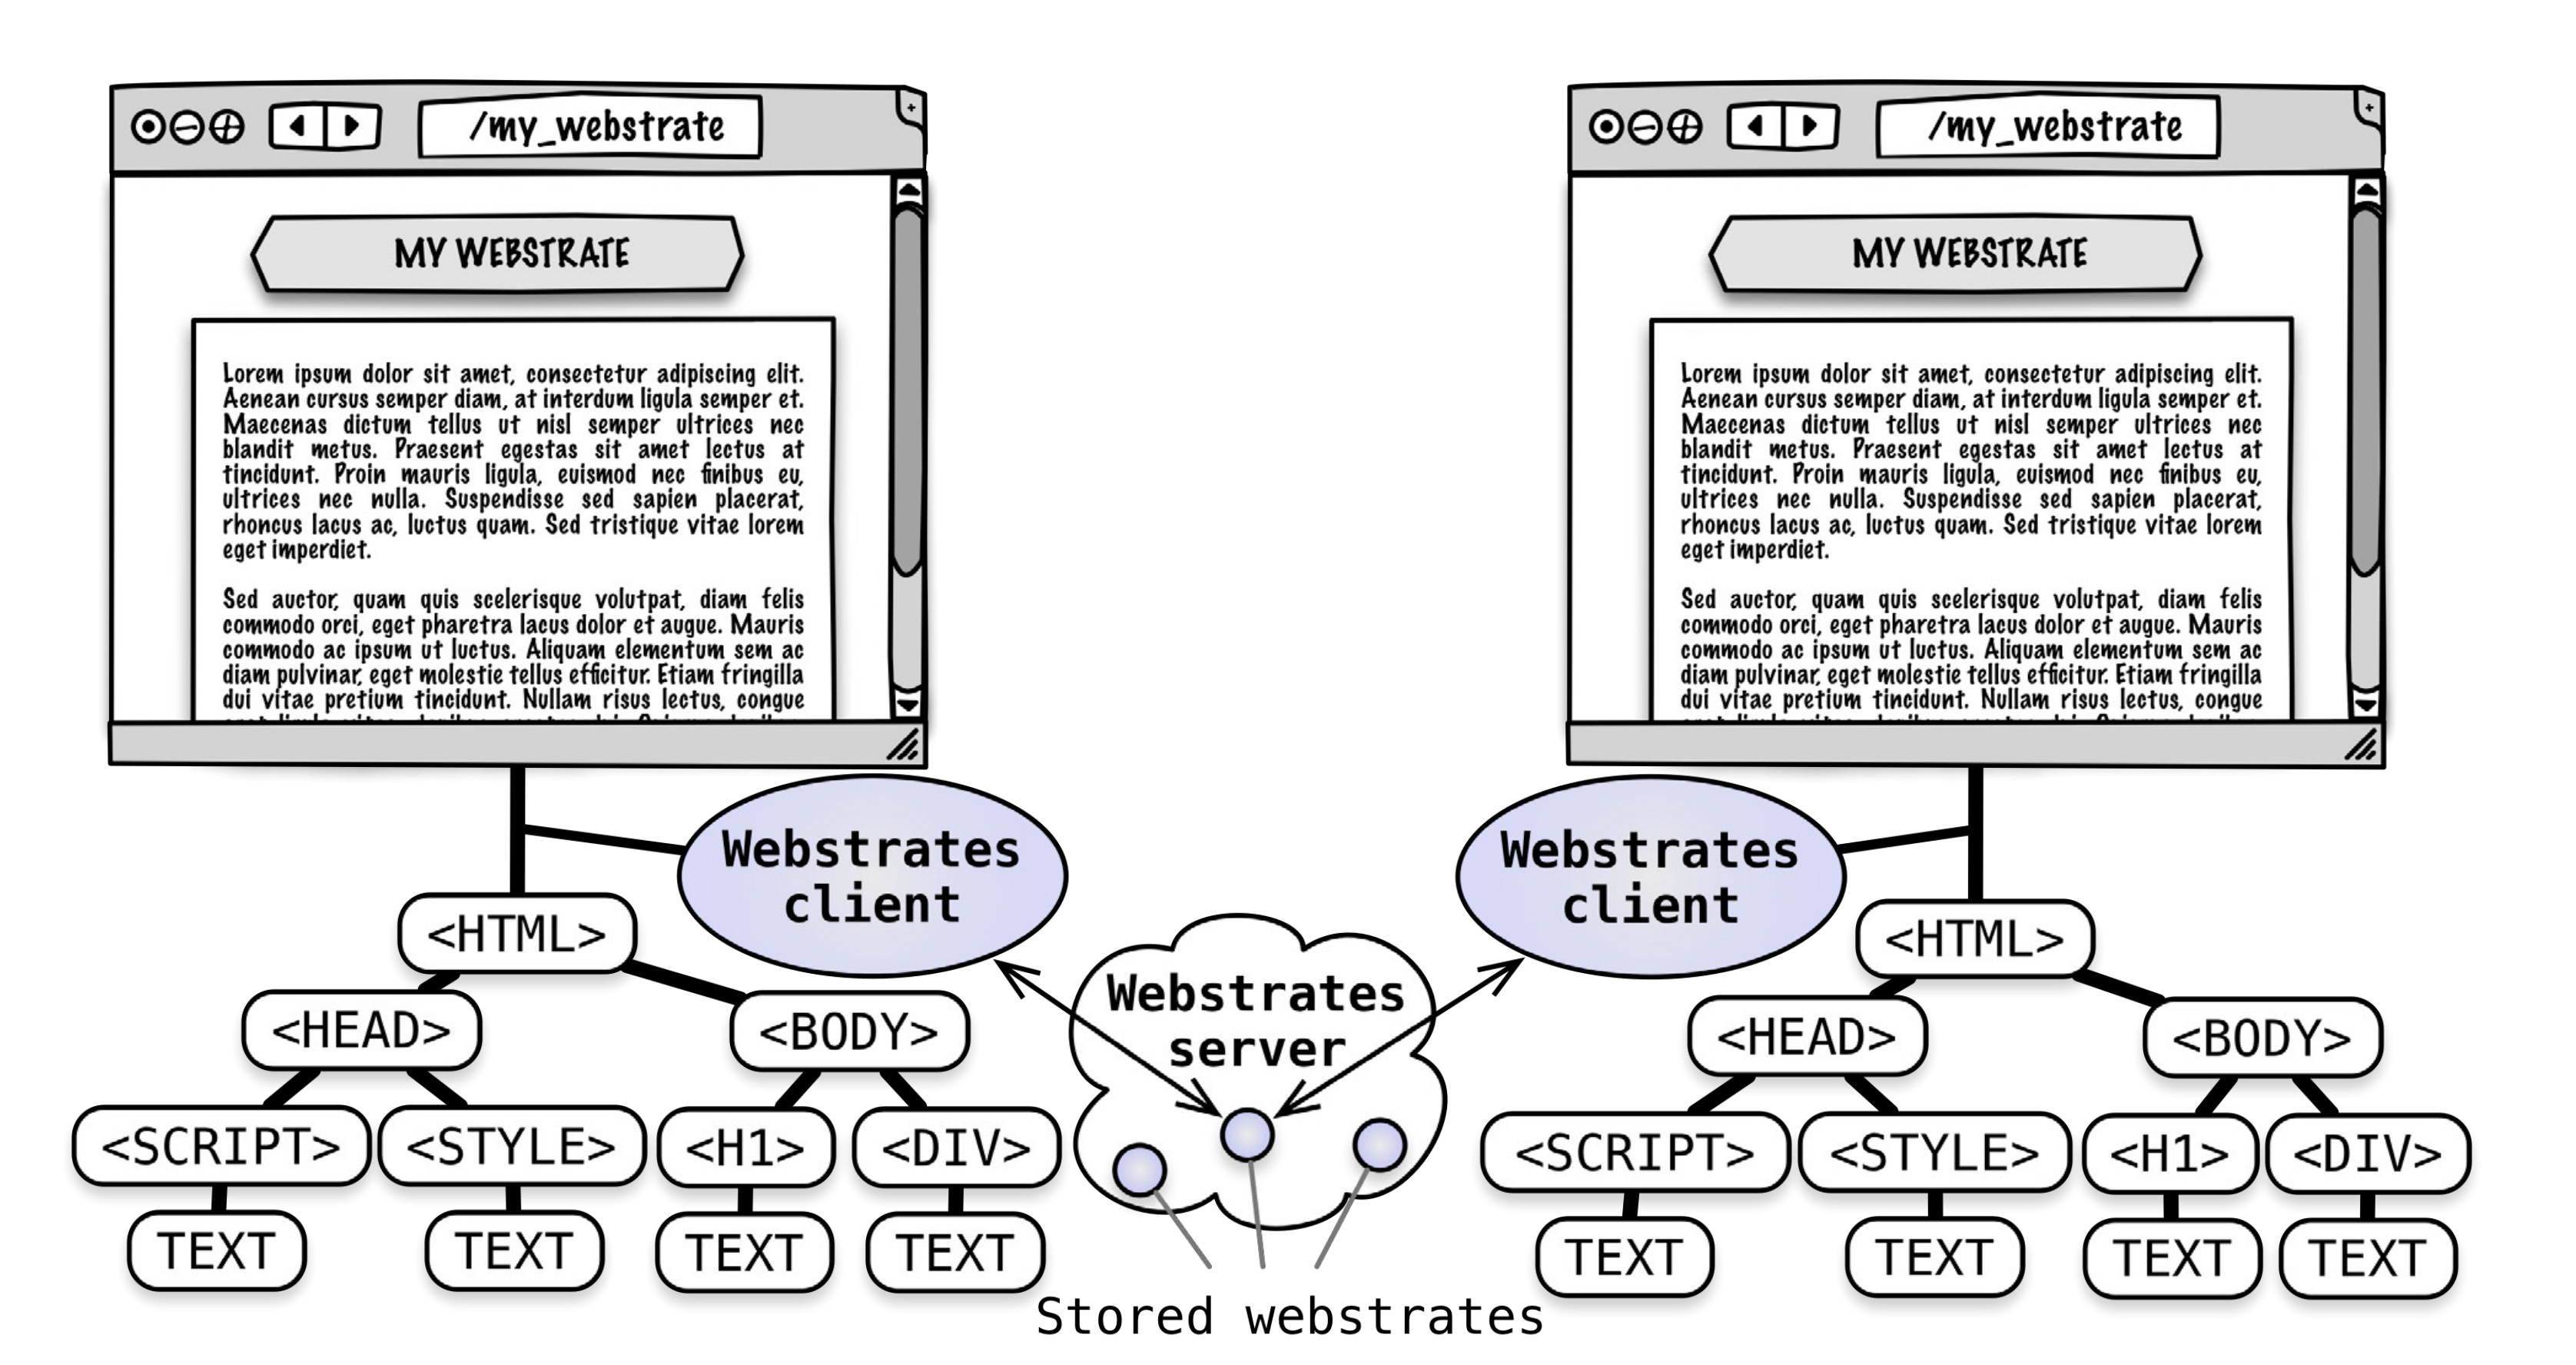 /my_webstrate
MY WEBSTRATE
Lorem ipsum dolor sit amet, consectetur adipiscing elit.
Aenean cursus semper diam, at interdum ligula semper et.
Maecenas dictum tellus ut nisl semper ultrices nec
blandit metus. Praesent egestas sit amet lectus at
tincidunt. Proin mauris ligula, euismod nec finibus eu,
ultrices nec nulla. Suspendisse sed sapien placerat,
rhoncus lacus ac, luctus quam. Sed tristique vitae lorem
eget imperdiet.
Sed auctor, quam quis scelerisque volutpat, diam felis
commodo orci, eget pharetra lacus dolor et augue. Mauris
commodo ac ipsum ut luctus. Aliquam elementum sem ac
diam pulvinar, eget molestie tellus efficitur. Etiam fringilla
dui vitae pretium tincidunt. Nullam risus lectus, congue
/my_webstrate
MY WEBSTRATE
Lorem ipsum dolor sit amet, consectetur adipiscing elit.
Aenean cursus semper diam, at interdum ligula semper et.
Maecenas dictum tellus ut nisl semper ultrices nec
blandit metus. Praesent egestas sit amet lectus at
tincidunt. Proin mauris ligula, euismod nec finibus eu,
ultrices nec nulla. Suspendisse sed sapien placerat,
rhoncus lacus ac, luctus quam. Sed tristique vitae lorem
eget imperdiet.
Sed auctor, quam quis scelerisque volutpat, diam felis
commodo orci, eget pharetra lacus dolor et augue. Mauris
commodo ac ipsum ut luctus. Aliquam elementum sem ac
diam pulvinar, eget molestie tellus efficitur. Etiam fringilla
dui vitae pretium tincidunt. Nullam risus lectus, congue
Webstrates
client
<HTML>
<HEAD>
<BODY>
<SCRIPT>
<STYLE>
<H1>
<DIV>
TEXT
TEXT
TEXT
TEXT
Webstrates
server
Stored webstrates
Webstrates
client
<HTML>
<HEAD>
<BODY>
<SCRIPT>
<STYLE>
<H1>
<DIV>
TEXT
TEXT
TEXT
TEXT